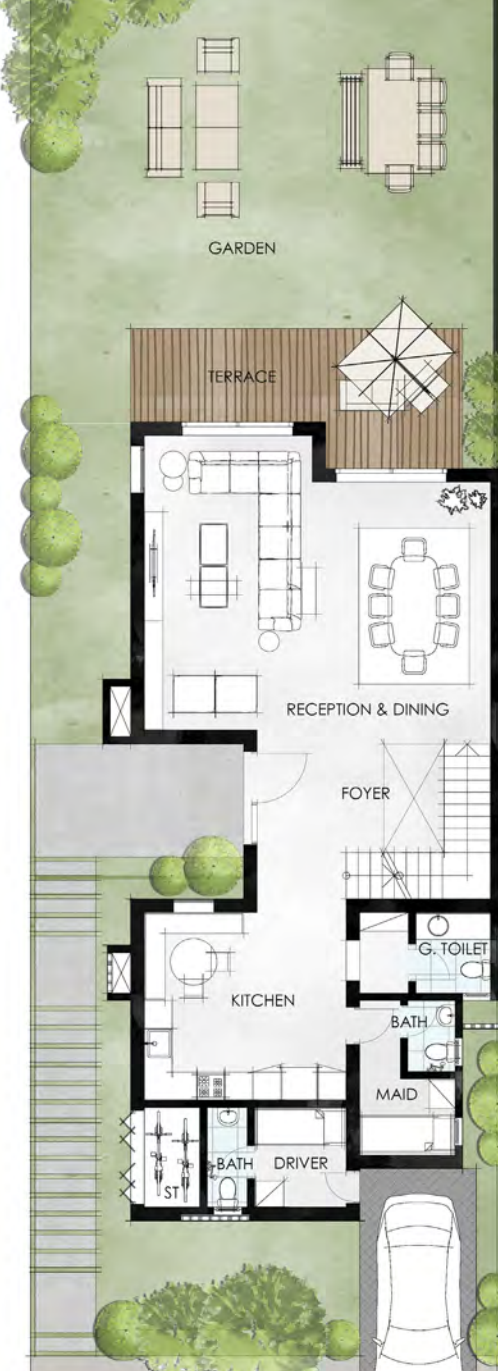 GARDEN
TERRACE
RECEPTION & DINING
FOYER
G. TOILET
KITCHEN
BATH
MAID
BATH
DRIVER
ST